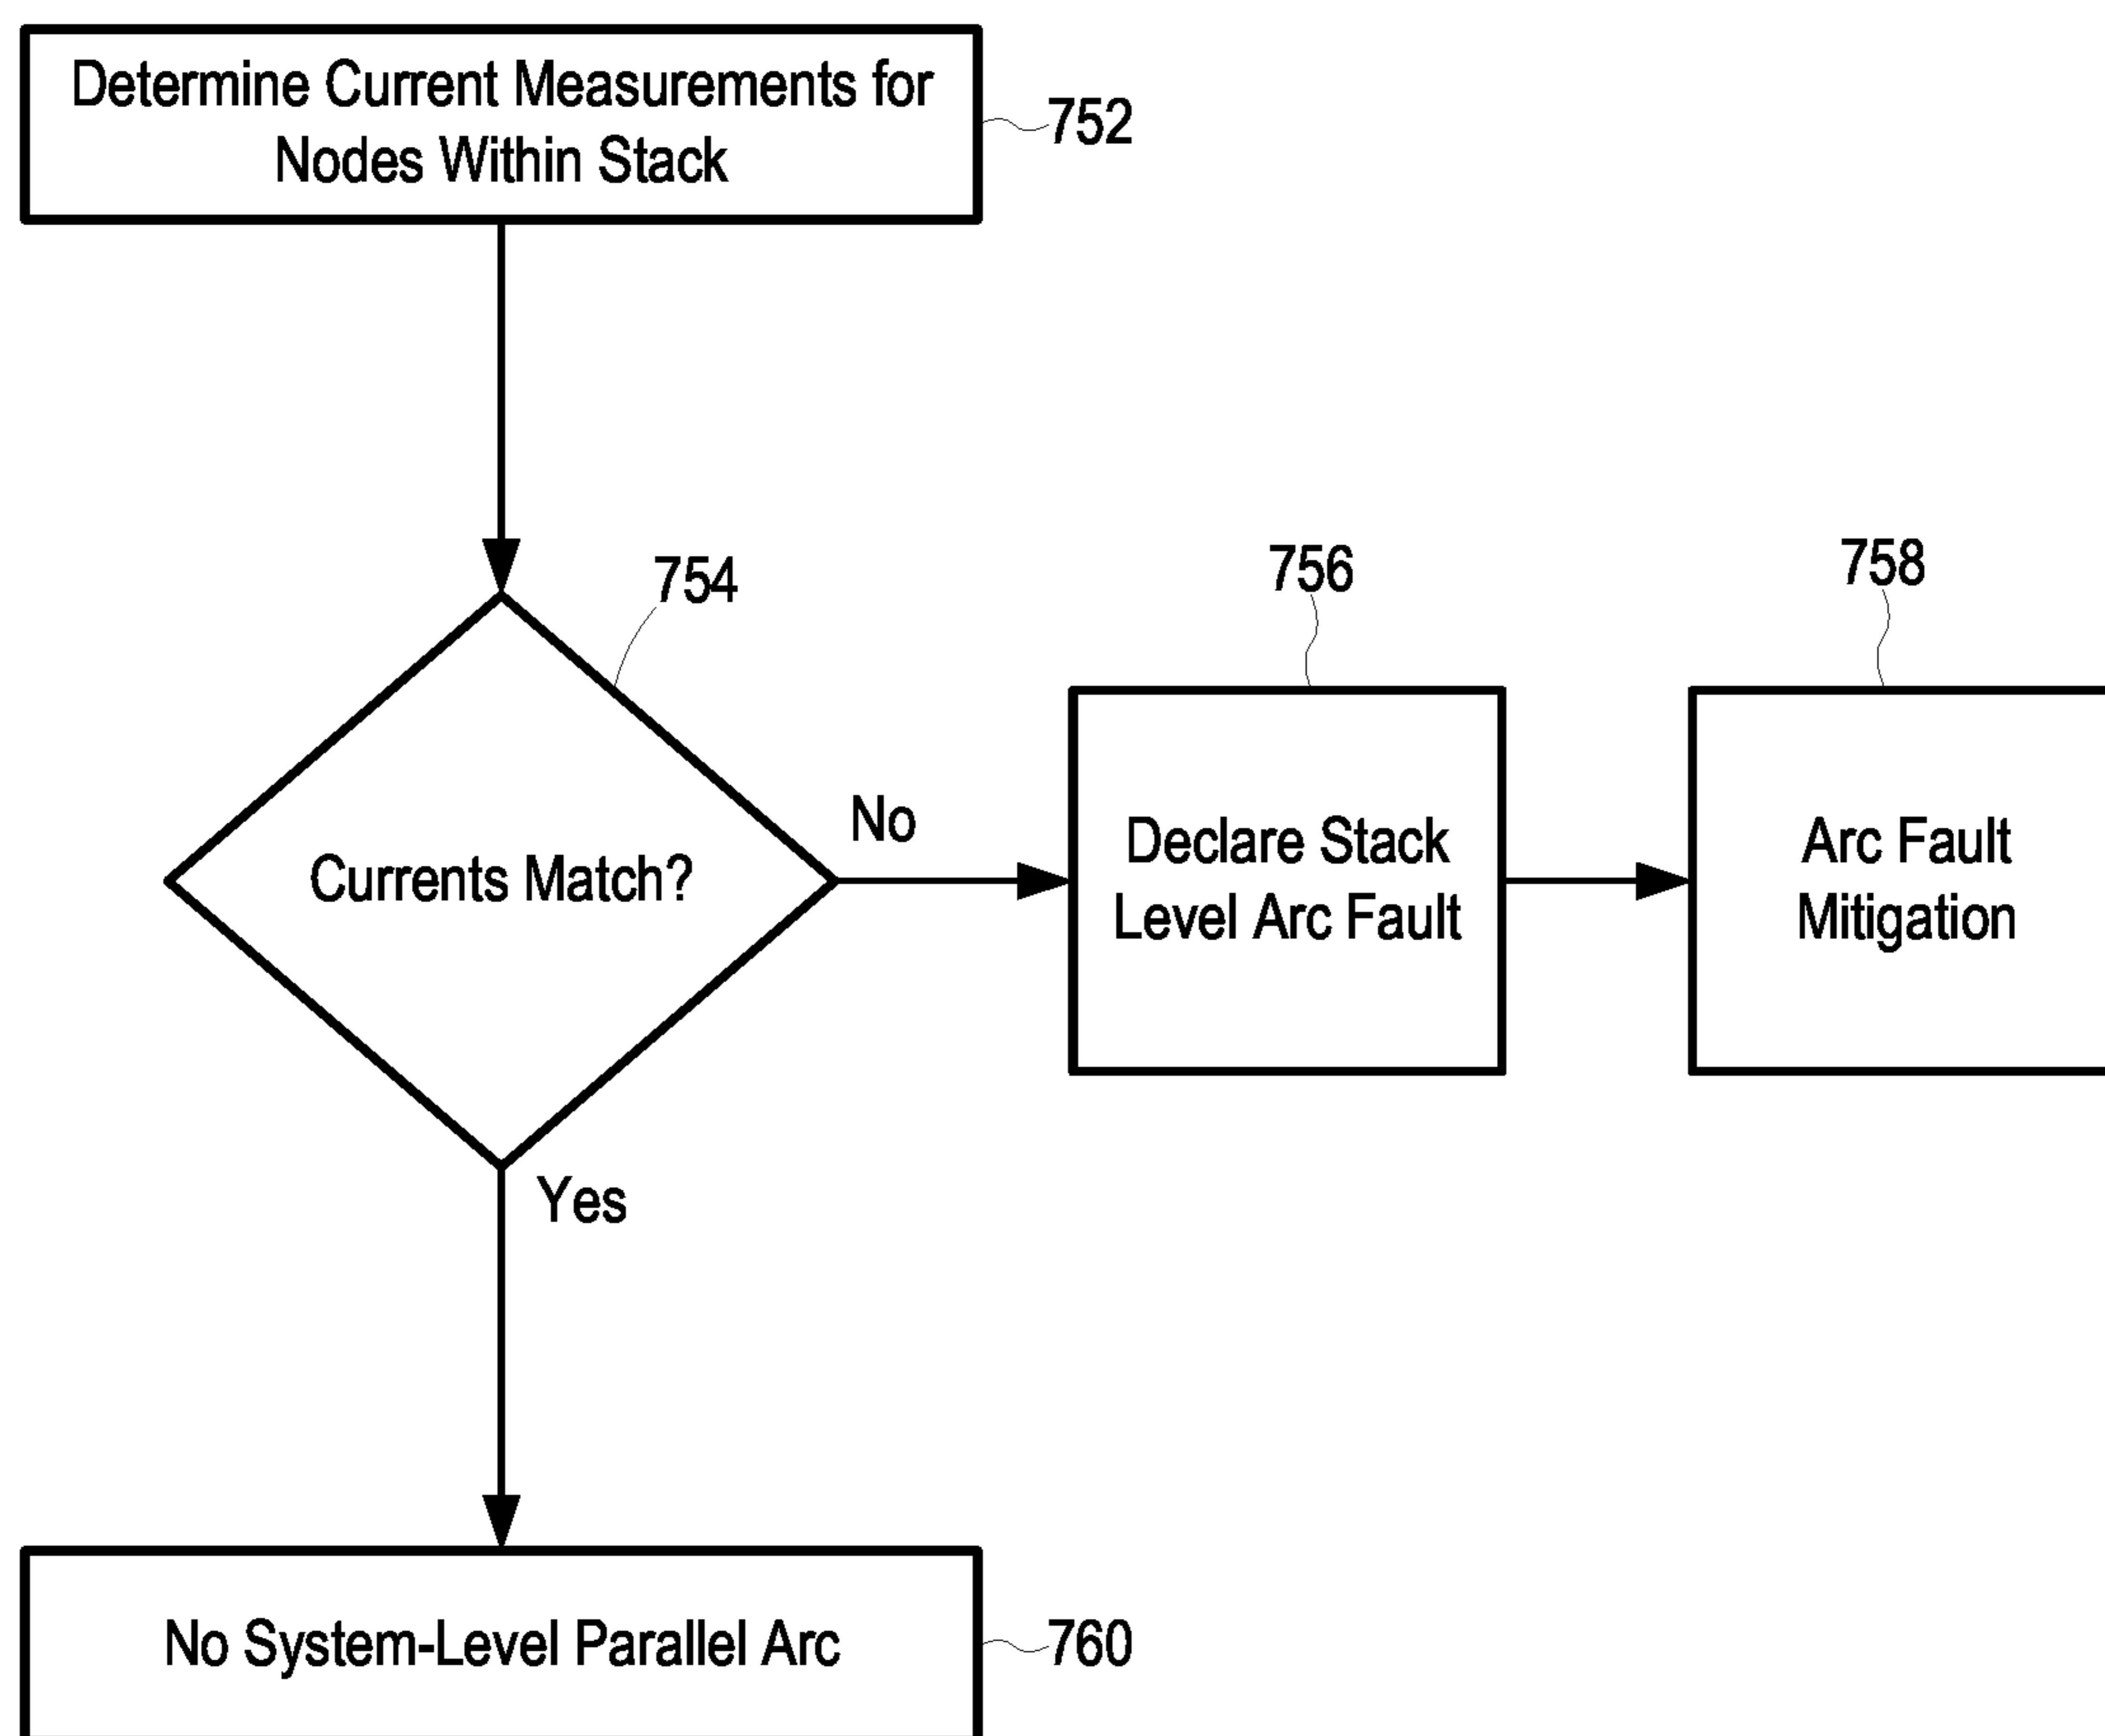 Determine Current Measurements for
Nodes Within Stack
752
754
756
758
Currents Match?
No
Declare Stack
Level Arc Fault
Arc Fault
Mitigation
Yes
No System-Level Parallel Arc
760